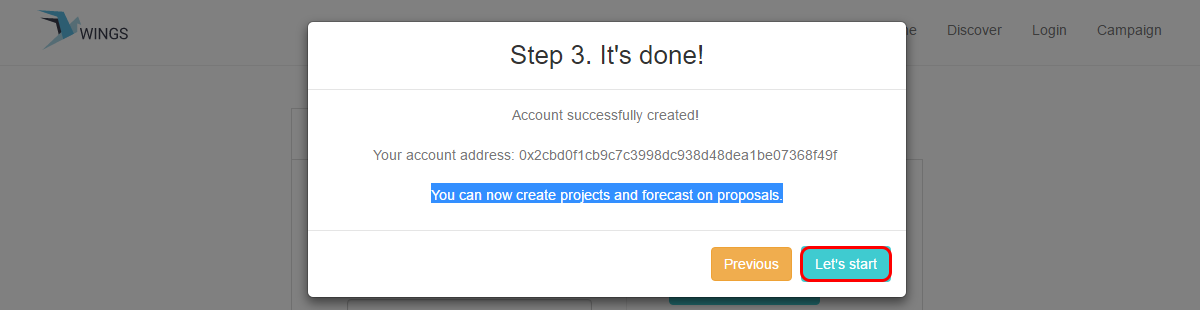 WINGS
Discover Login Campaign
Step 3. It's done!
Account successfully created!
Your account address: 0x2cbd0f1cb9c7c3998dc938d48dea1be07368f49f
You can now create projects and forecast on proposals.
Previous Let's start